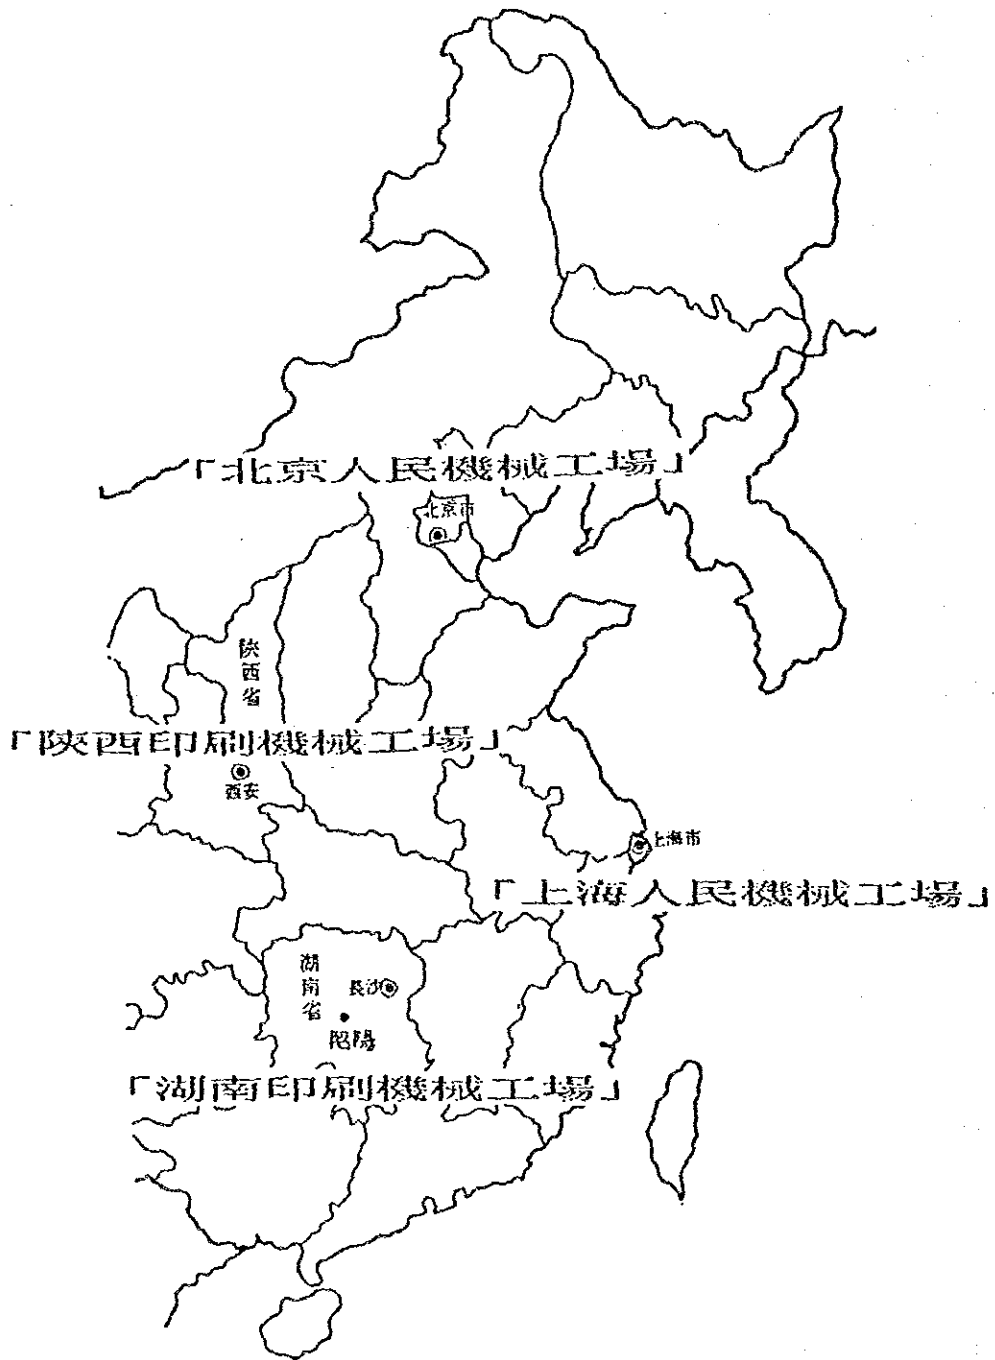 「北京人民機械工場」
北京市
陝西省
「陝西印刷機械工場」
西安
上海市
「上海人民機械工場」
湖南省
長沙
昭陽
「湖南印刷機械工場」